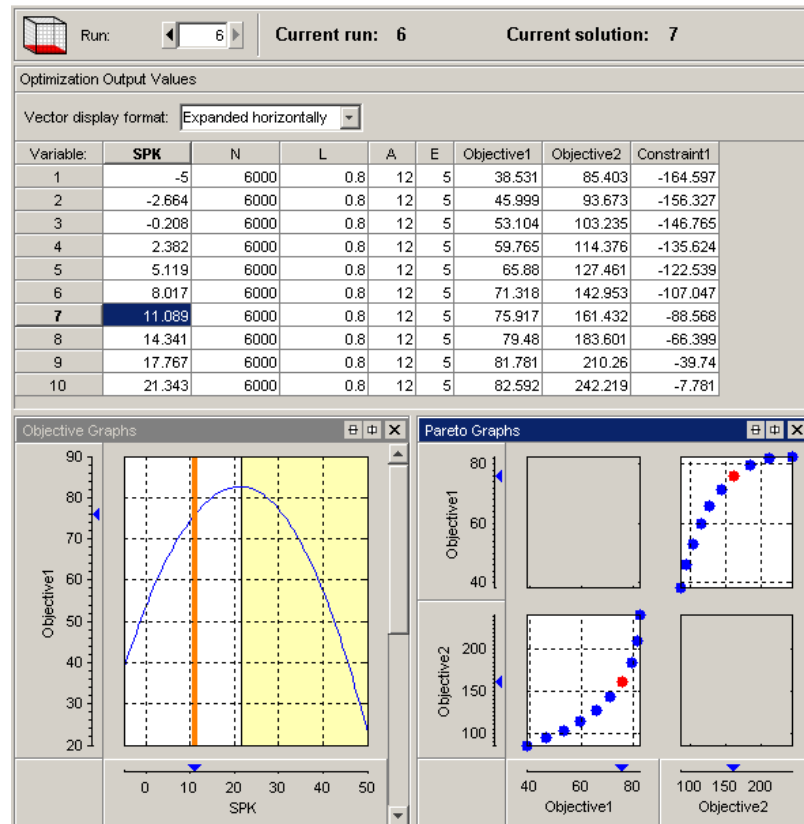 Run: 6 Current run: 6 Current solution: 7
Optimization Output Values
Vector display format: Expanded horizontally
Variable: SPK N L A E Objective1 Objective2 Constraint1
1 -5 6000 0.8 12 5 38.531 85.403 -164.597
2 -2.664 6000 0.8 12 5 45.999 93.673 -156.327
3 -0.208 6000 0.8 12 5 53.104 103.235 -146.765
4 2.382 6000 0.8 12 5 59.765 114.376 -135.624
5 5.119 6000 0.8 12 5 65.88 127.461 -122.539
6 8.017 6000 0.8 12 5 71.318 142.953 -107.047
7 11.089 6000 0.8 12 5 75.917 161.432 -88.568
8 14.341 6000 0.8 12 5 79.48 183.601 -66.399
9 17.767 6000 0.8 12 5 81.781 210.26 -39.74
10 21.343 6000 0.8 12 5 82.592 242.219 -7.781
Objective Graphs
90
80
70
60
50
40
30
20
Objective1
0 10 20 30 40 50
SPK
Pareto Graphs
80
60
40
Objective1
200
150
100
Objective2
40 60 80
Objective1
100 150 200
Objective2